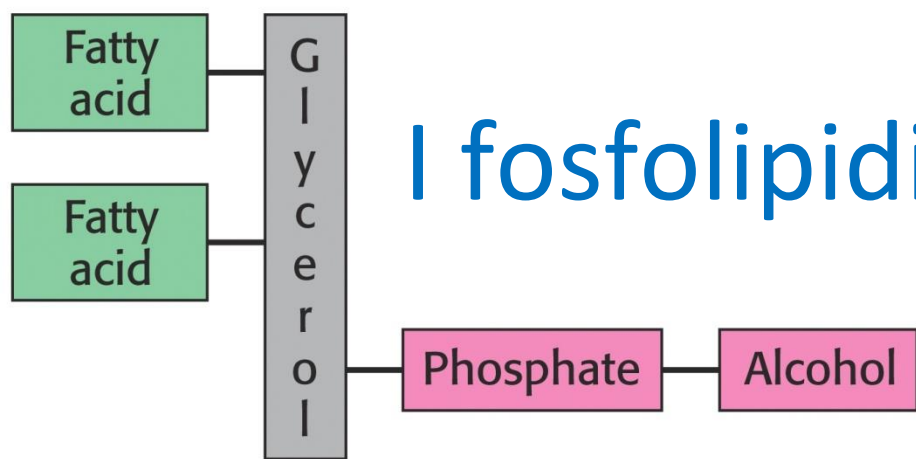 Fatty
acid
Glycerol
I fosfolipidi
Fatty
acid
Phosphate
Alcohol